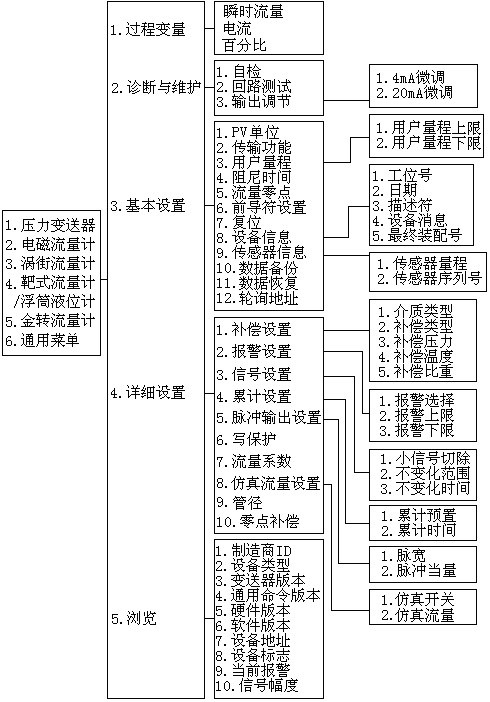 1.压力变送器
2.电磁流量计
3.涡街流量计
4.靶式流量计
/浮筒液位计
5.金转流量计
6.通用菜单
1.过程变量
瞬时流量
电流
百分比
2.诊断与维护
1.自检
2.回路测试
3.输出调节
1.4mA微调
2.20mA微调
3.基本设置
1.PV单位
2.传输功能
3.用户量程
4.阻尼时间
5.流量零点
6.前导符设置
7.复位
8.设备信息
9.传感器信息
10.数据备份
11.数据恢复
12.轮询地址
1.用户量程上限
2.用户量程下限
1.工位号
2.日期
3.描述符
4.设备消息
5.最终装配号
1.传感器量程
2.传感器序列号
4.详细设置
1.补偿设置
2.报警设置
3.信号设置
4.累计设置
5.脉冲输出设置
6.写保护
7.流量系数
8.仿真流量设置
9.管径
10.零点补偿
1.介质类型
2.补偿类型
3.补偿压力
4.补偿温度
5.补偿比重
1.报警选择
2.报警上限
3.报警下限
1.小信号切除
2.不变化范围
3.不变化时间
1.累计预置
2.累计时间
1.脉宽
2.脉冲当量
1.仿真开关
2.仿真流量
5.浏览
1.制造商ID
2.设备类型
3.变送器版本
4.通用命令版本
5.硬件版本
6.软件版本
7.设备地址
8.设备标志
9.当前报警
10.信号幅度